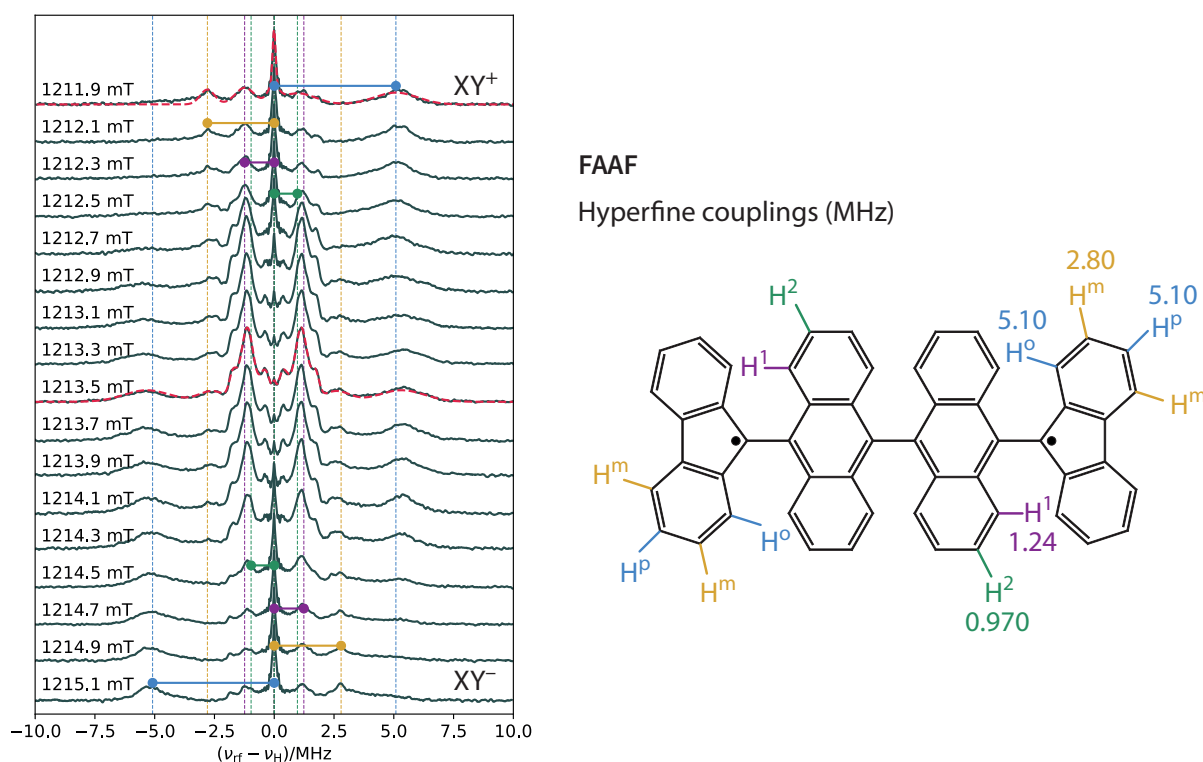 1211.9 mT
XY⁺
1212.1 mT
1212.3 mT
1212.5 mT
1212.7 mT
1212.9 mT
1213.1 mT
1213.3 mT
1213.5 mT
1213.7 mT
1213.9 mT
1214.1 mT
1214.3 mT
1214.5 mT
1214.7 mT
1214.9 mT
1215.1 mT
XY⁻
−10.0 −7.5 −5.0 −2.5 0.0 2.5 5.0 7.5 10.0
(νrf − νH)/MHz
FAAF
Hyperfine couplings (MHz)
2.80
Hᵐ
5.10
Hᵖ
5.10
Hᵒ
Hᵐ
H²
H¹
Hᵐ
Hᵒ
Hᵖ
Hᵐ
H¹
1.24
H²
0.970